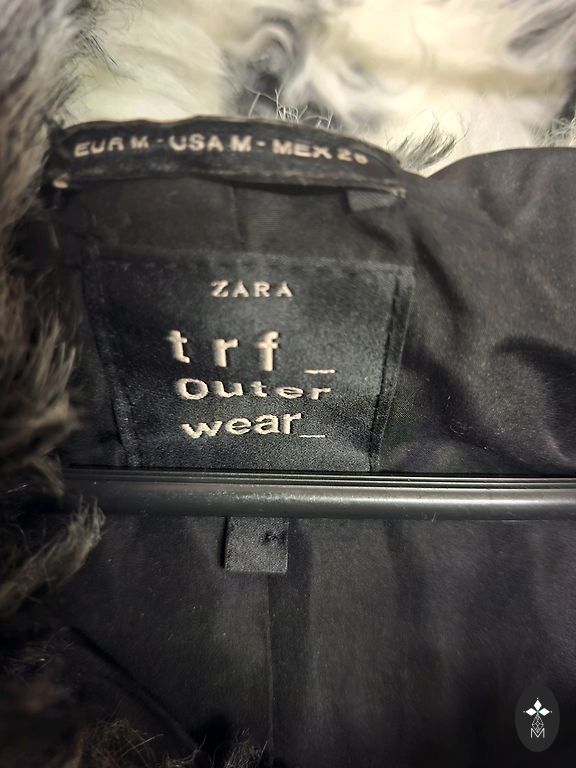 EUR M - USA M - MEX 28
ZARA
trf_
Outer
wear_
M